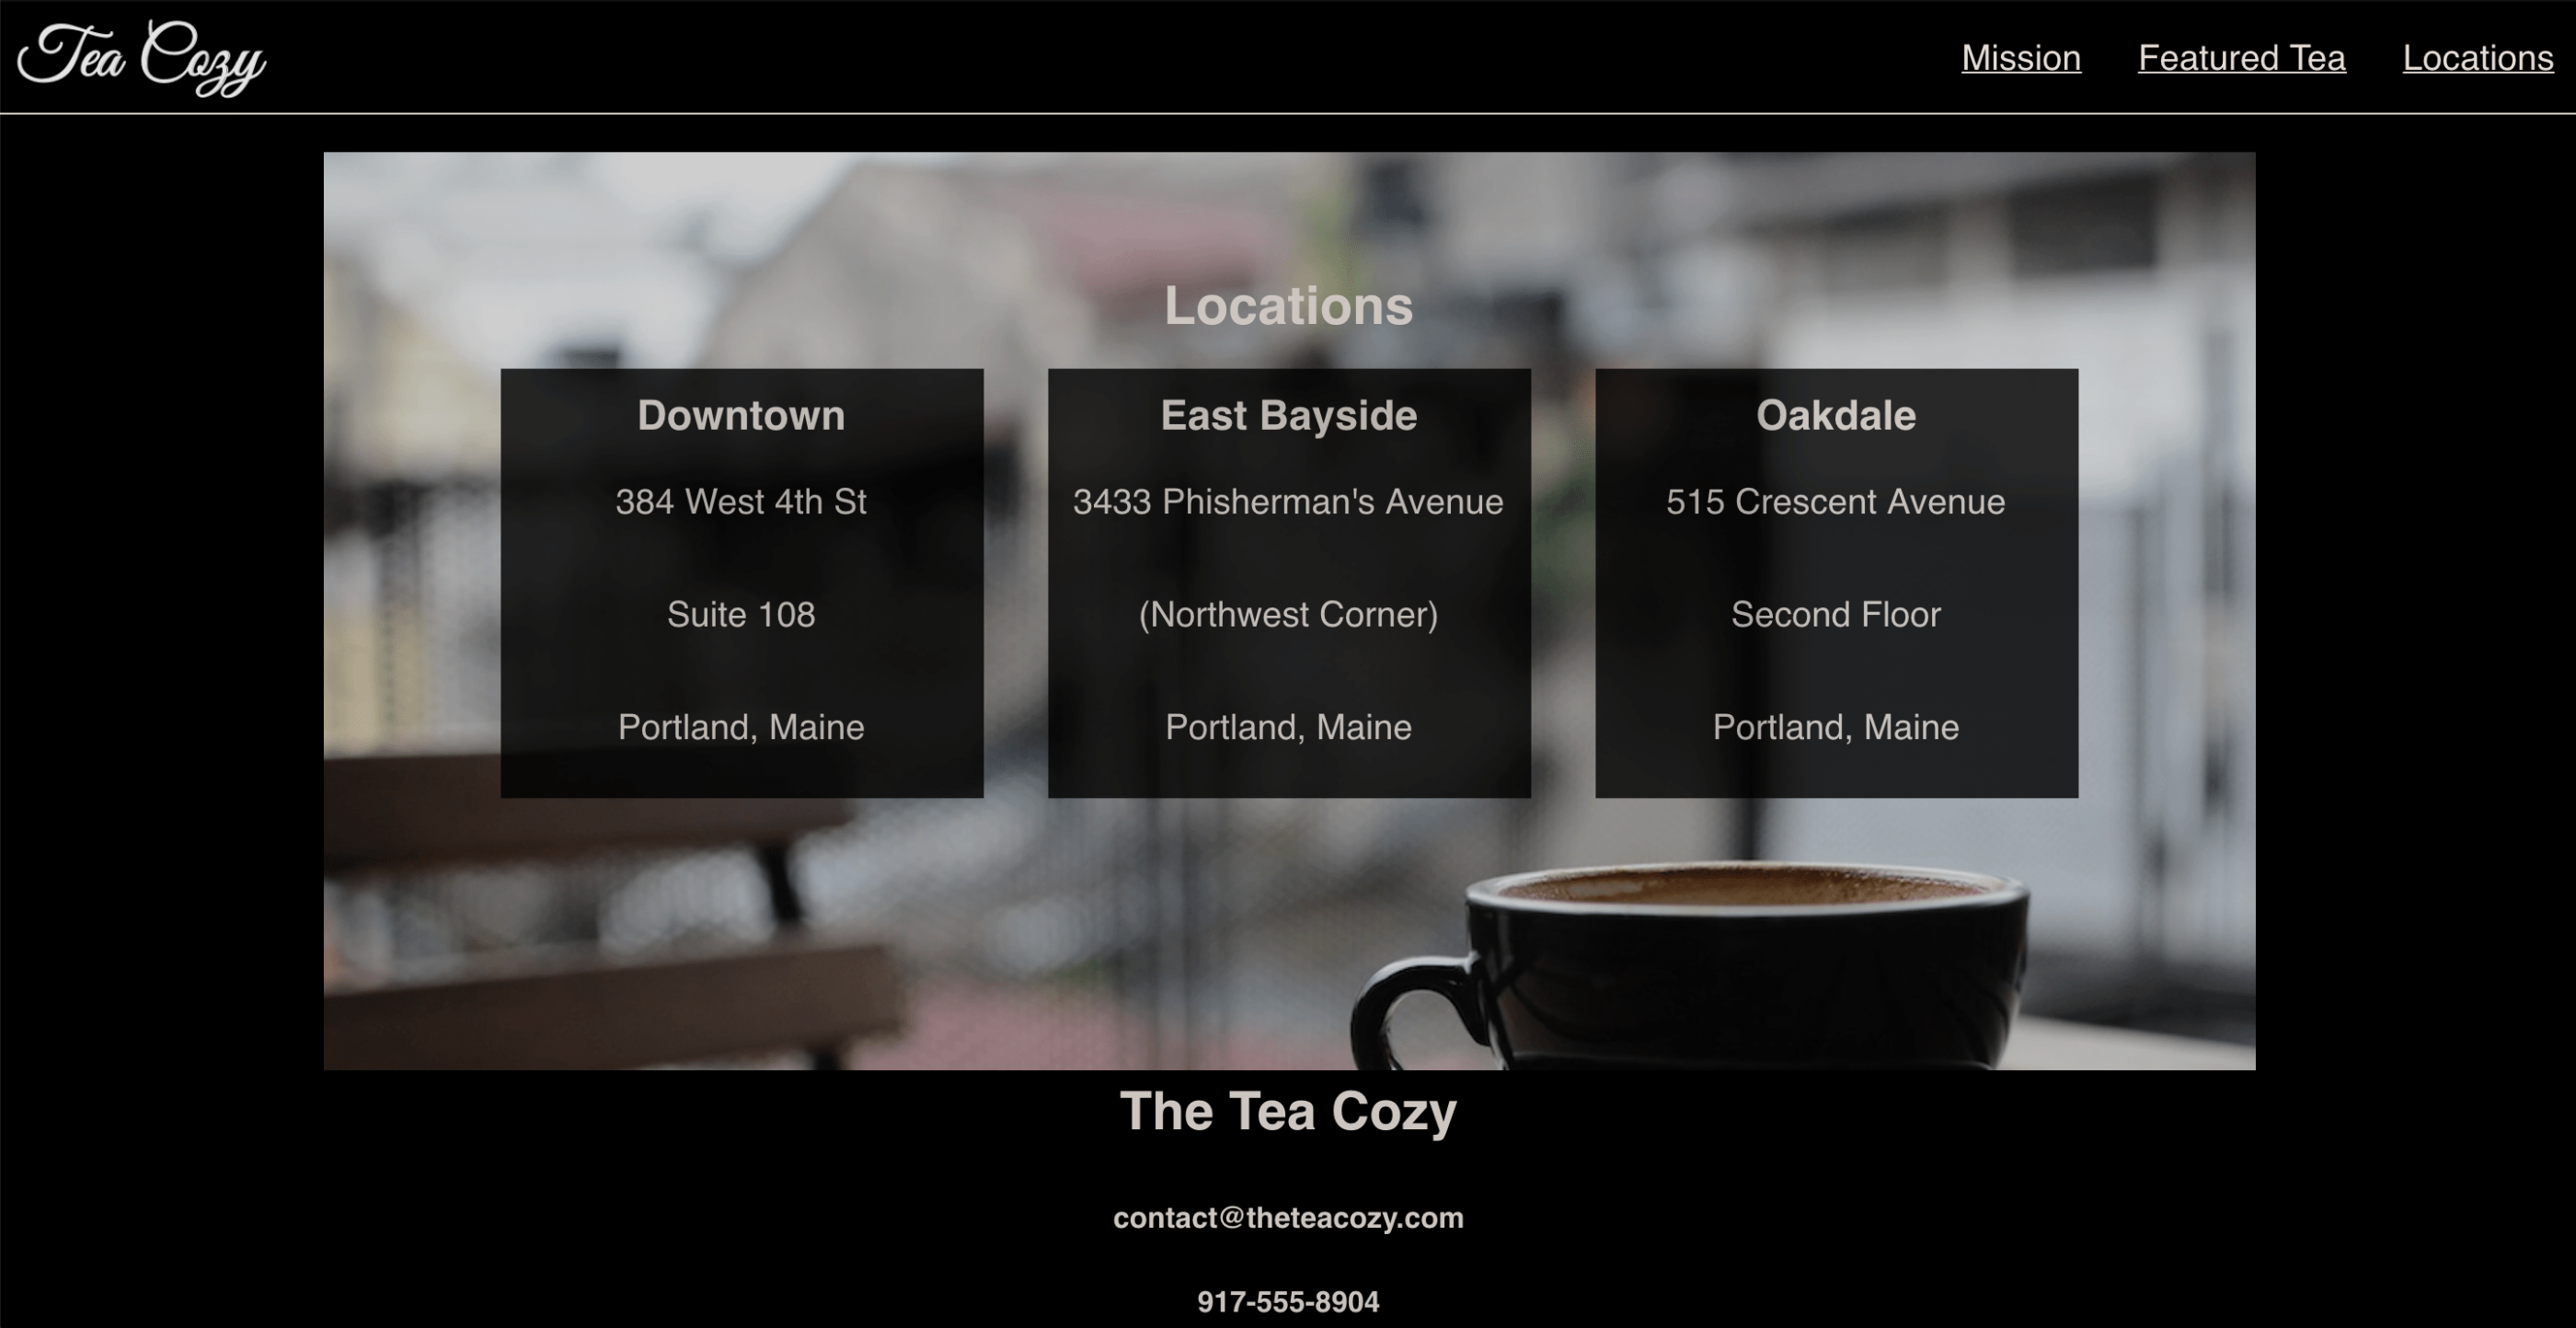 Tea Cozy
Mission Featured Tea Locations
Locations
Downtown
384 West 4th St
Suite 108
Portland, Maine
East Bayside
3433 Phisherman's Avenue
(Northwest Corner)
Portland, Maine
Oakdale
515 Crescent Avenue
Second Floor
Portland, Maine
The Tea Cozy
contact@theteacozy.com
917-555-8904